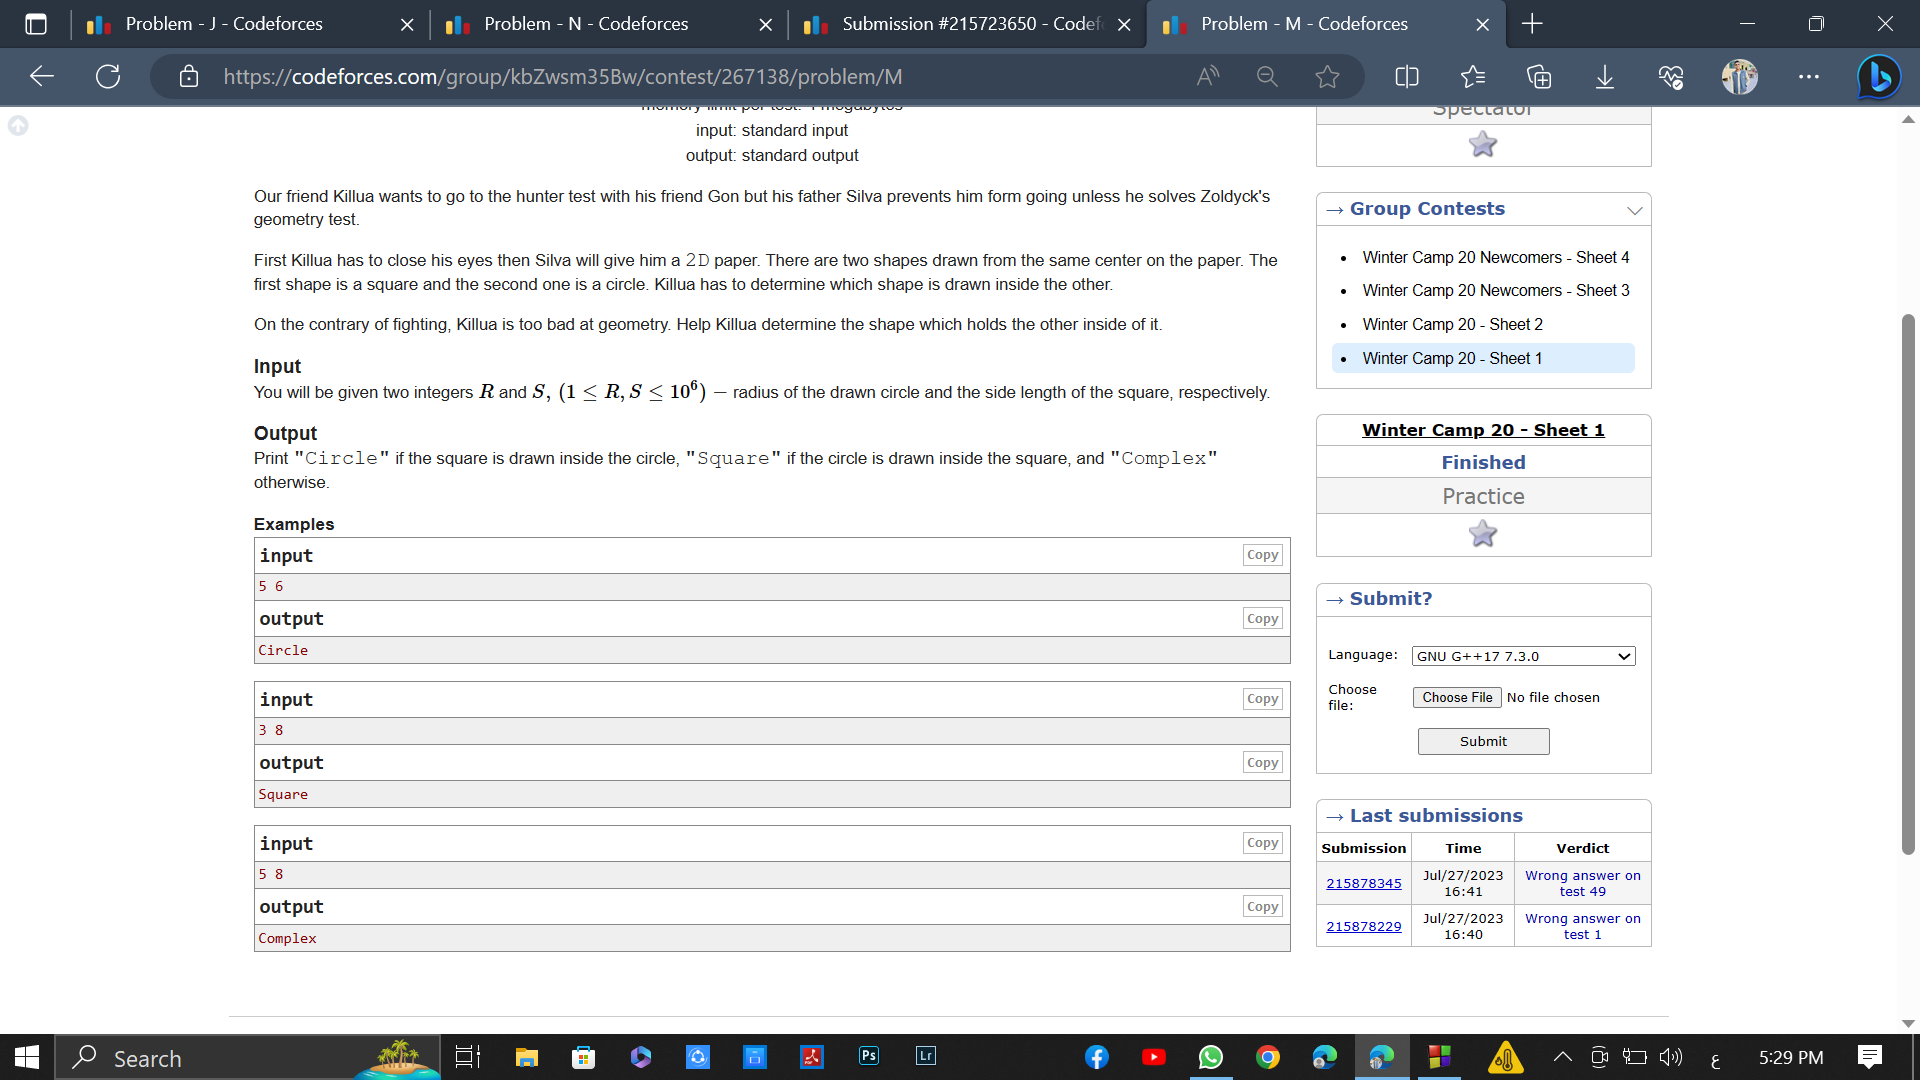 Problem - J - Codeforces
Problem - N - Codeforces
Submission #215723650 - Codef
Problem - M - Codeforces
https://codeforces.com/group/kbZwsm35Bw/contest/267138/problem/M
input: standard input
output: standard output
Our friend Killua wants to go to the hunter test with his friend Gon but his father Silva prevents him form going unless he solves Zoldyck's
geometry test.
First Killua has to close his eyes then Silva will give him a 2D paper. There are two shapes drawn from the same center on the paper. The
first shape is a square and the second one is a circle. Killua has to determine which shape is drawn inside the other.
On the contrary of fighting, Killua is too bad at geometry. Help Killua determine the shape which holds the other inside of it.
Input
You will be given two integers R and S, (1 ≤ R, S ≤ 10⁶) − radius of the drawn circle and the side length of the square, respectively.
Output
Print "Circle" if the square is drawn inside the circle, "Square" if the circle is drawn inside the square, and "Complex"
otherwise.
Examples
input
Copy
5 6
output
Copy
Circle
input
Copy
3 8
output
Copy
Square
input
Copy
5 8
output
Copy
Complex
Spectator
→ Group Contests
• Winter Camp 20 Newcomers - Sheet 4
• Winter Camp 20 Newcomers - Sheet 3
• Winter Camp 20 - Sheet 2
• Winter Camp 20 - Sheet 1
Winter Camp 20 - Sheet 1
Finished
Practice
→ Submit?
Language: GNU G++17 7.3.0
Choose
file:
Choose File No file chosen
Submit
→ Last submissions
Submission Time Verdict
215878345 Jul/27/2023 16:41 Wrong answer on test 49
215878229 Jul/27/2023 16:40 Wrong answer on test 1
Search
Ps
Lr
ع
5:29 PM